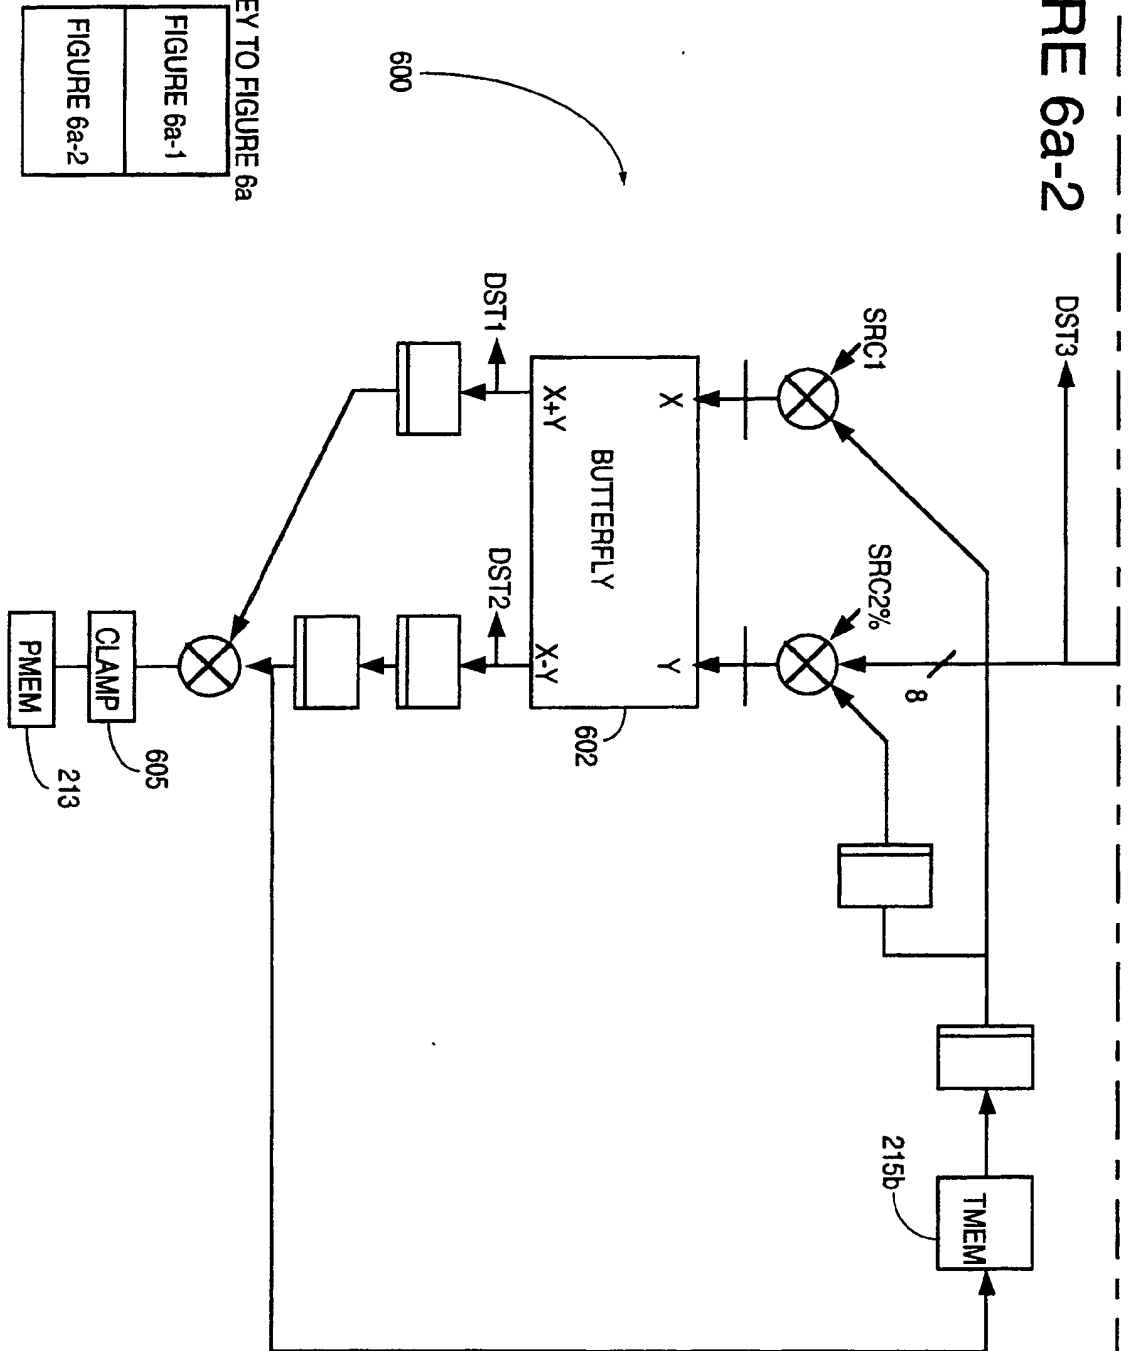 RE 6a-2
DST3
SRC1
SRC2%
8
X
Y
BUTTERFLY
X+Y
X-Y
602
DST1
DST2
TMEM
215b
CLAMP
605
PMEM
213
600
EY TO FIGURE 6a
FIGURE 6a-1
FIGURE 6a-2